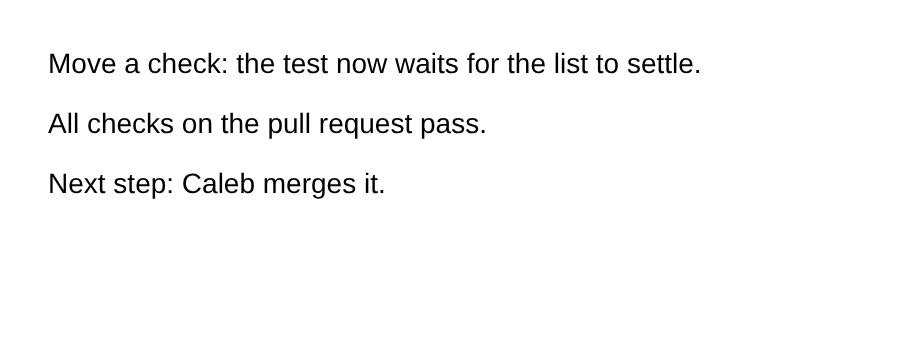 Move a check: the test now waits for the list to settle.
All checks on the pull request pass.
Next step: Caleb merges it.